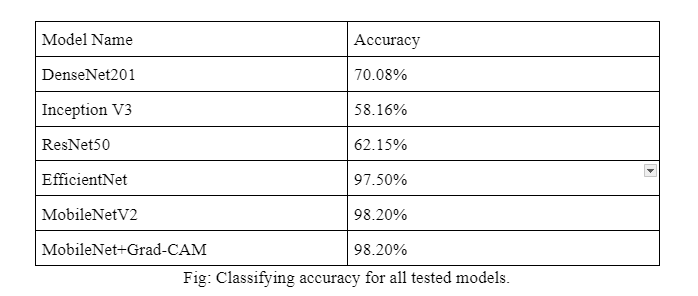 Model Name Accuracy
DenseNet201 70.08%
Inception V3 58.16%
ResNet50 62.15%
EfficientNet 97.50%
MobileNetV2 98.20%
MobileNet+Grad-CAM 98.20%
Fig: Classifying accuracy for all tested models.